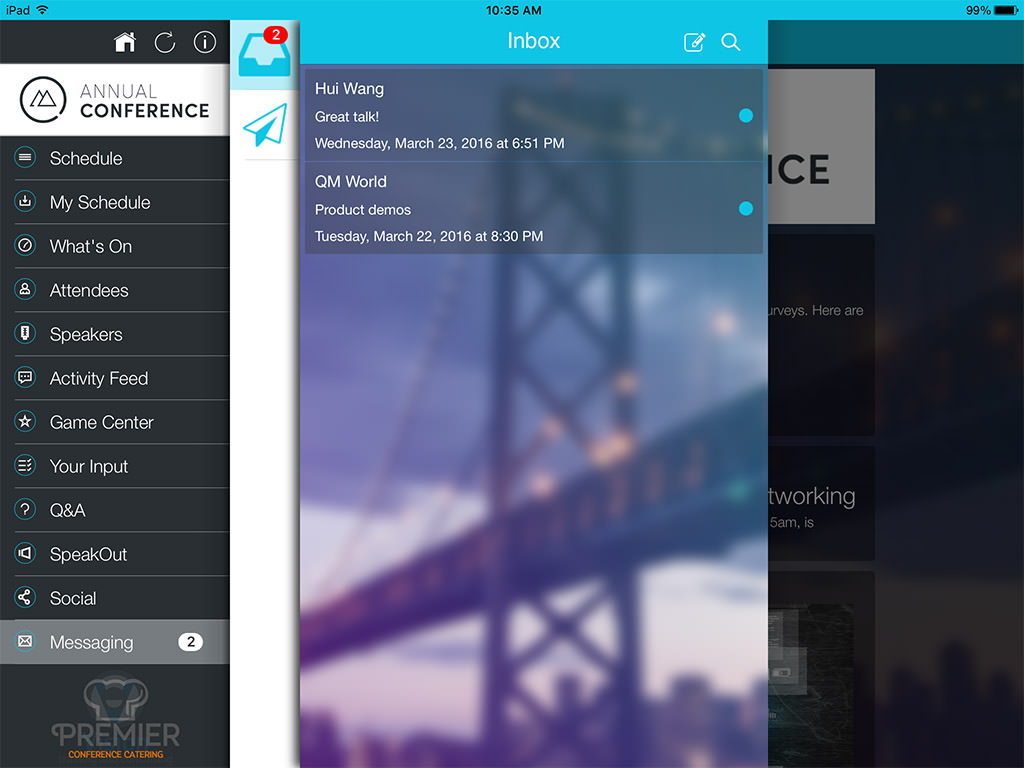 iPad
10:35 AM
99%
ANNUAL
CONFERENCE
Schedule
My Schedule
What's On
Attendees
Speakers
Activity Feed
Game Center
Your Input
Q&A
SpeakOut
Social
Messaging 2
PREMIER
CONFERENCE CATERING
2
Inbox
Hui Wang
Great talk!
Wednesday, March 23, 2016 at 6:51 PM
QM World
Product demos
Tuesday, March 22, 2016 at 8:30 PM
ICE
urveys. Here are
tworking
5am, is